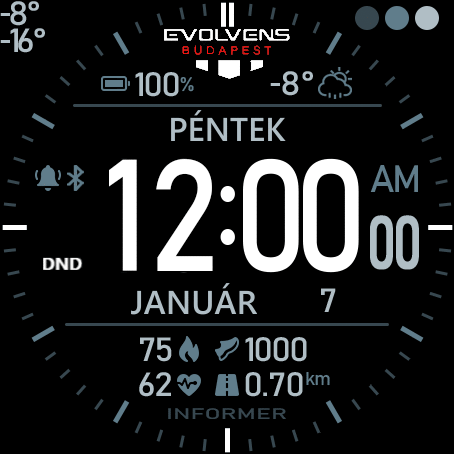 -8°
-16°
EVOLVENS
BUDAPEST
100% -8°
PÉNTEK
12:00 AM
00
DND
JANUÁR 7
75 1000
62 0.70km
INFORMER